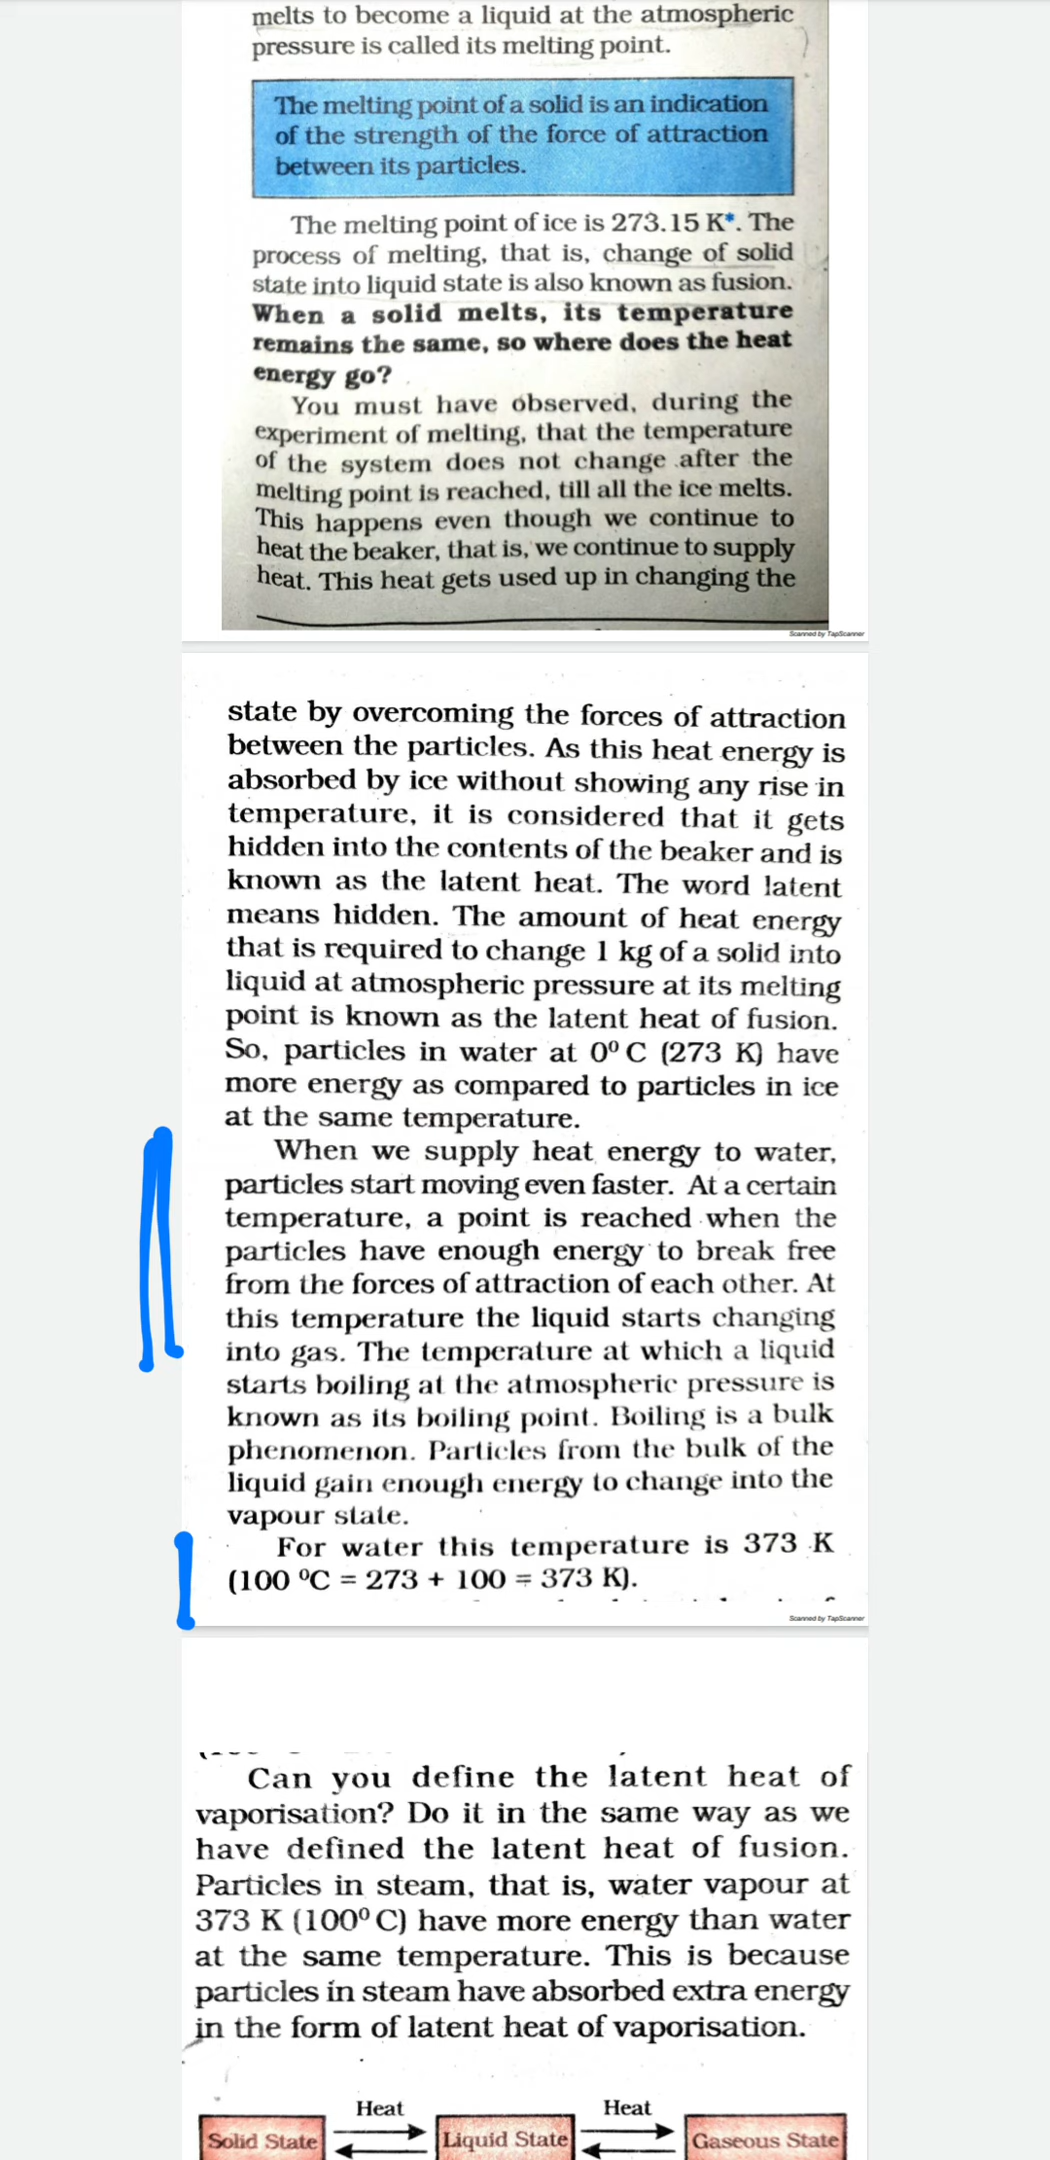 melts to become a liquid at the atmospheric
pressure is called its melting point.
The melting point of a solid is an indication
of the strength of the force of attraction
between its particles.
The melting point of ice is 273.15 K*. The
process of melting, that is, change of solid
state into liquid state is also known as fusion.
When a solid melts, its temperature
remains the same, so where does the heat
energy go?
You must have observed, during the
experiment of melting, that the temperature
of the system does not change after the
melting point is reached, till all the ice melts.
This happens even though we continue to
heat the beaker, that is, we continue to supply
heat. This heat gets used up in changing the
Scanned by TapScanner
state by overcoming the forces of attraction
between the particles. As this heat energy is
absorbed by ice without showing any rise in
temperature, it is considered that it gets
hidden into the contents of the beaker and is
known as the latent heat. The word latent
means hidden. The amount of heat energy
that is required to change 1 kg of a solid into
liquid at atmospheric pressure at its melting
point is known as the latent heat of fusion.
So, particles in water at 0º C (273 K) have
more energy as compared to particles in ice
at the same temperature.
When we supply heat energy to water,
particles start moving even faster. At a certain
temperature, a point is reached when the
particles have enough energy to break free
from the forces of attraction of each other. At
this temperature the liquid starts changing
into gas. The temperature at which a liquid
starts boiling at the atmospheric pressure is
known as its boiling point. Boiling is a bulk
phenomenon. Particles from the bulk of the
liquid gain enough energy to change into the
vapour state.
For water this temperature is 373 K
(100 ºC = 273 + 100 = 373 K).
Scanned by TapScanner
Can you define the latent heat of
vaporisation? Do it in the same way as we
have defined the latent heat of fusion.
Particles in steam, that is, water vapour at
373 K (100º C) have more energy than water
at the same temperature. This is because
particles in steam have absorbed extra energy
in the form of latent heat of vaporisation.
Heat Heat
Solid State Liquid State Gaseous State